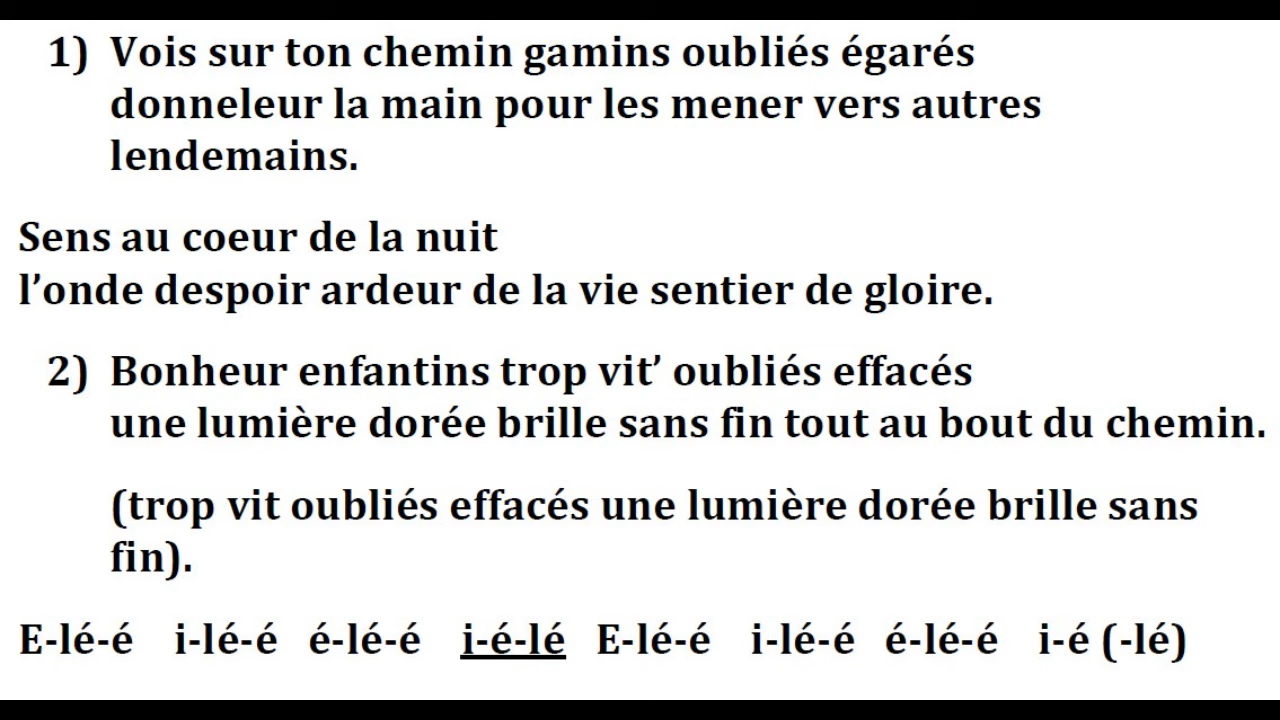 1) Vois sur ton chemin gamins oubliés égarés
donneleur la main pour les mener vers autres
lendemains.
Sens au coeur de la nuit
l’onde despoir ardeur de la vie sentier de gloire.
2) Bonheur enfantins trop vit’ oubliés effacés
une lumière dorée brille sans fin tout au bout du chemin.
(trop vit oubliés effacés une lumière dorée brille sans
fin).
E-lé-é i-lé-é é-lé-é i-é-lé E-lé-é i-lé-é é-lé-é i-é (-lé)